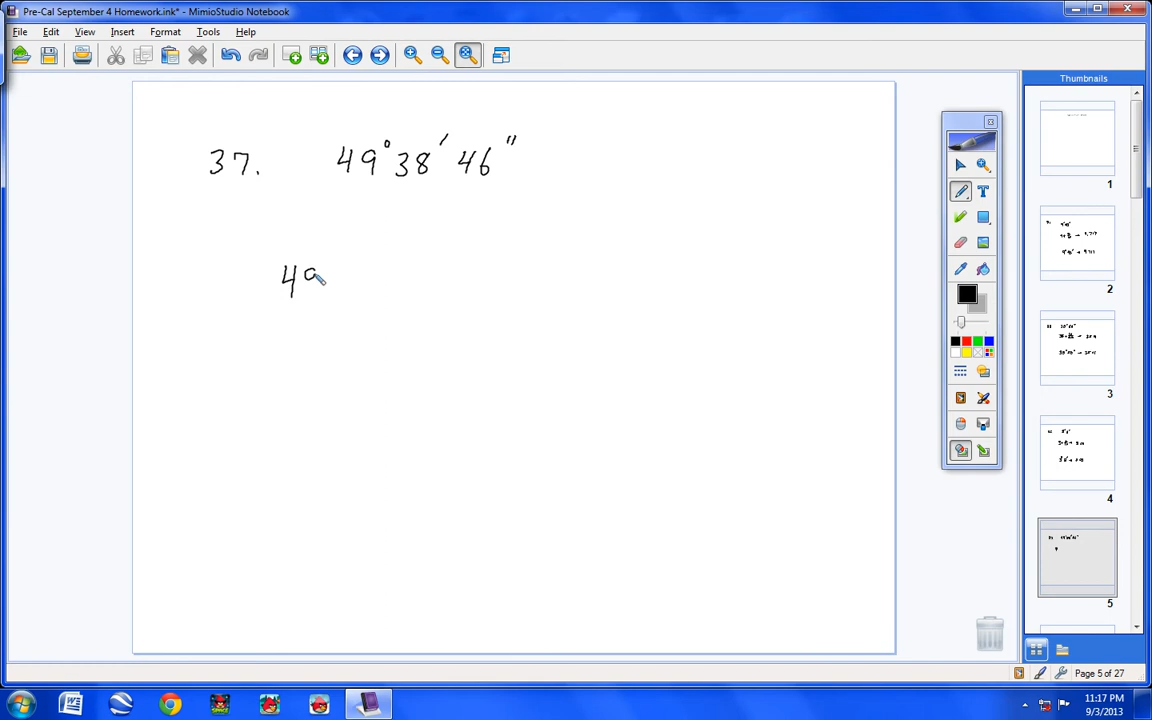 Pre-Cal September 4 Homework.ink* - MimioStudio Notebook
File Edit View Insert Format Tools Help
Thumbnails
37. 49° 38′ 46″
49
1
2
3
4
5
Page 5 of 27
11:17 PM
9/3/2013